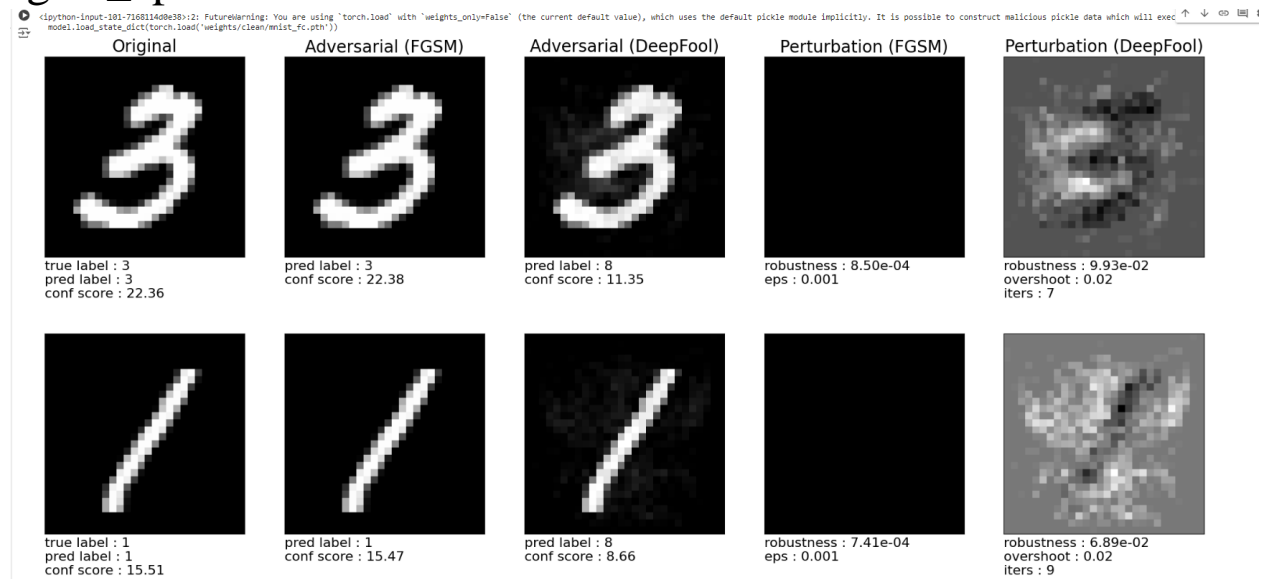 <ipython-input-101-7168114d0e38>:2: FutureWarning: You are using `torch.load` with `weights_only=False` (the current default value), which uses the default pickle module implicitly. It is possible to construct malicious pickle data which will exec
model.load_state_dict(torch.load('weights/clean/mnist_fc.pth'))
Original Adversarial (FGSM) Adversarial (DeepFool) Perturbation (FGSM) Perturbation (DeepFool)
true label : 3
pred label : 3
conf score : 22.36
pred label : 3
conf score : 22.38
pred label : 8
conf score : 11.35
robustness : 8.50e-04
eps : 0.001
robustness : 9.93e-02
overshoot : 0.02
iters : 7
true label : 1
pred label : 1
conf score : 15.51
pred label : 1
conf score : 15.47
pred label : 8
conf score : 8.66
robustness : 7.41e-04
eps : 0.001
robustness : 6.89e-02
overshoot : 0.02
iters : 9